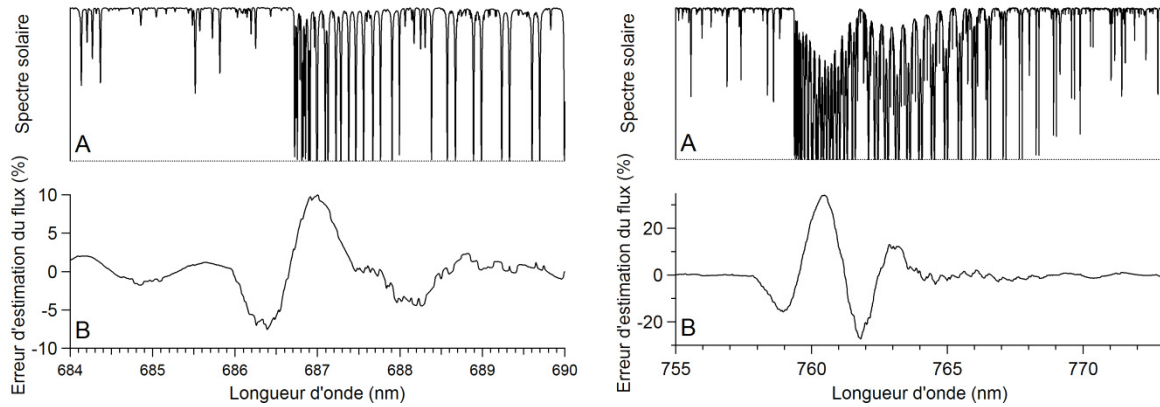 Spectre solaire
A
Erreur d'estimation du flux (%)
10
5
0
-5
-10
B
684
685
686
687
688
689
690
Longueur d'onde (nm)
Spectre solaire
A
Erreur d'estimation du flux (%)
20
0
-20
B
755
760
765
770
Longueur d'onde (nm)